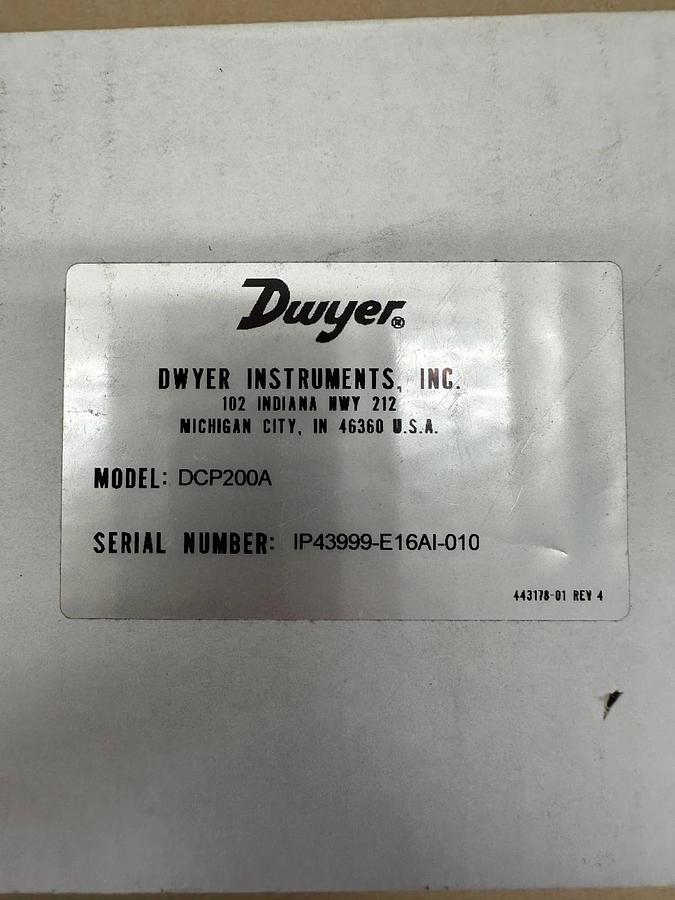 Dwyer®
DWYER INSTRUMENTS, INC.
102 INDIANA HWY 212
MICHIGAN CITY, IN 46360 U.S.A.
MODEL: DCP200A
SERIAL NUMBER: IP43999-E16AI-010
443178-01 REV 4